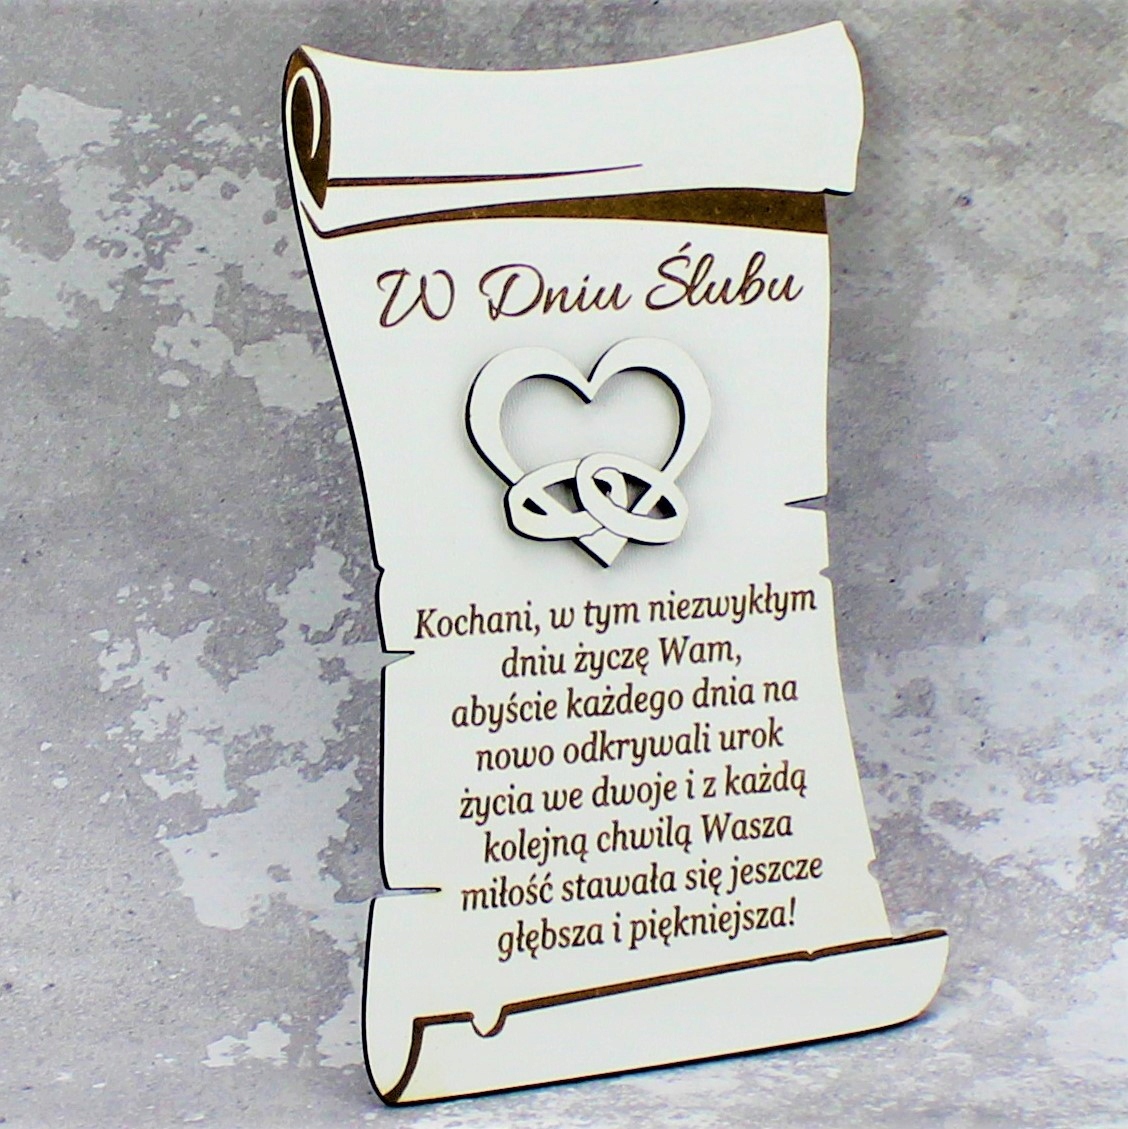 W Dniu Ślubu
Kochani, w tym niezwykłym
dniu życzę Wam,
abyście każdego dnia na
nowo odkrywali urok
życia we dwoje i z każdą
kolejną chwilą Wasza
miłość stawała się jeszcze
głębsza i piękniejsza!